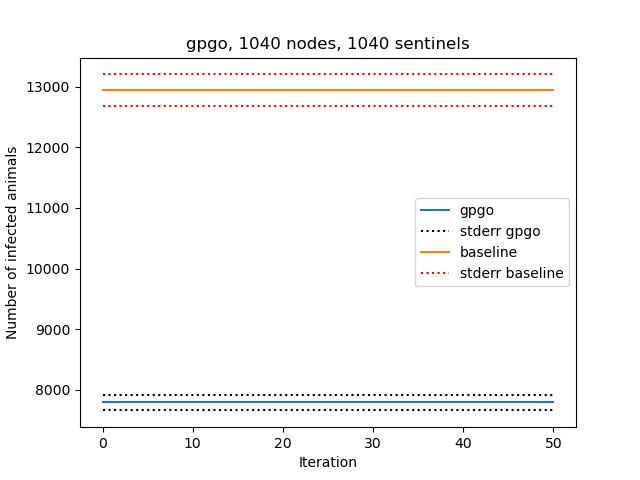 gpgo, 1040 nodes, 1040 sentinels
Number of infected animals
13000
12000
11000
10000
9000
8000
gpgo
stderr gpgo
baseline
stderr baseline
0 10 20 30 40 50
Iteration